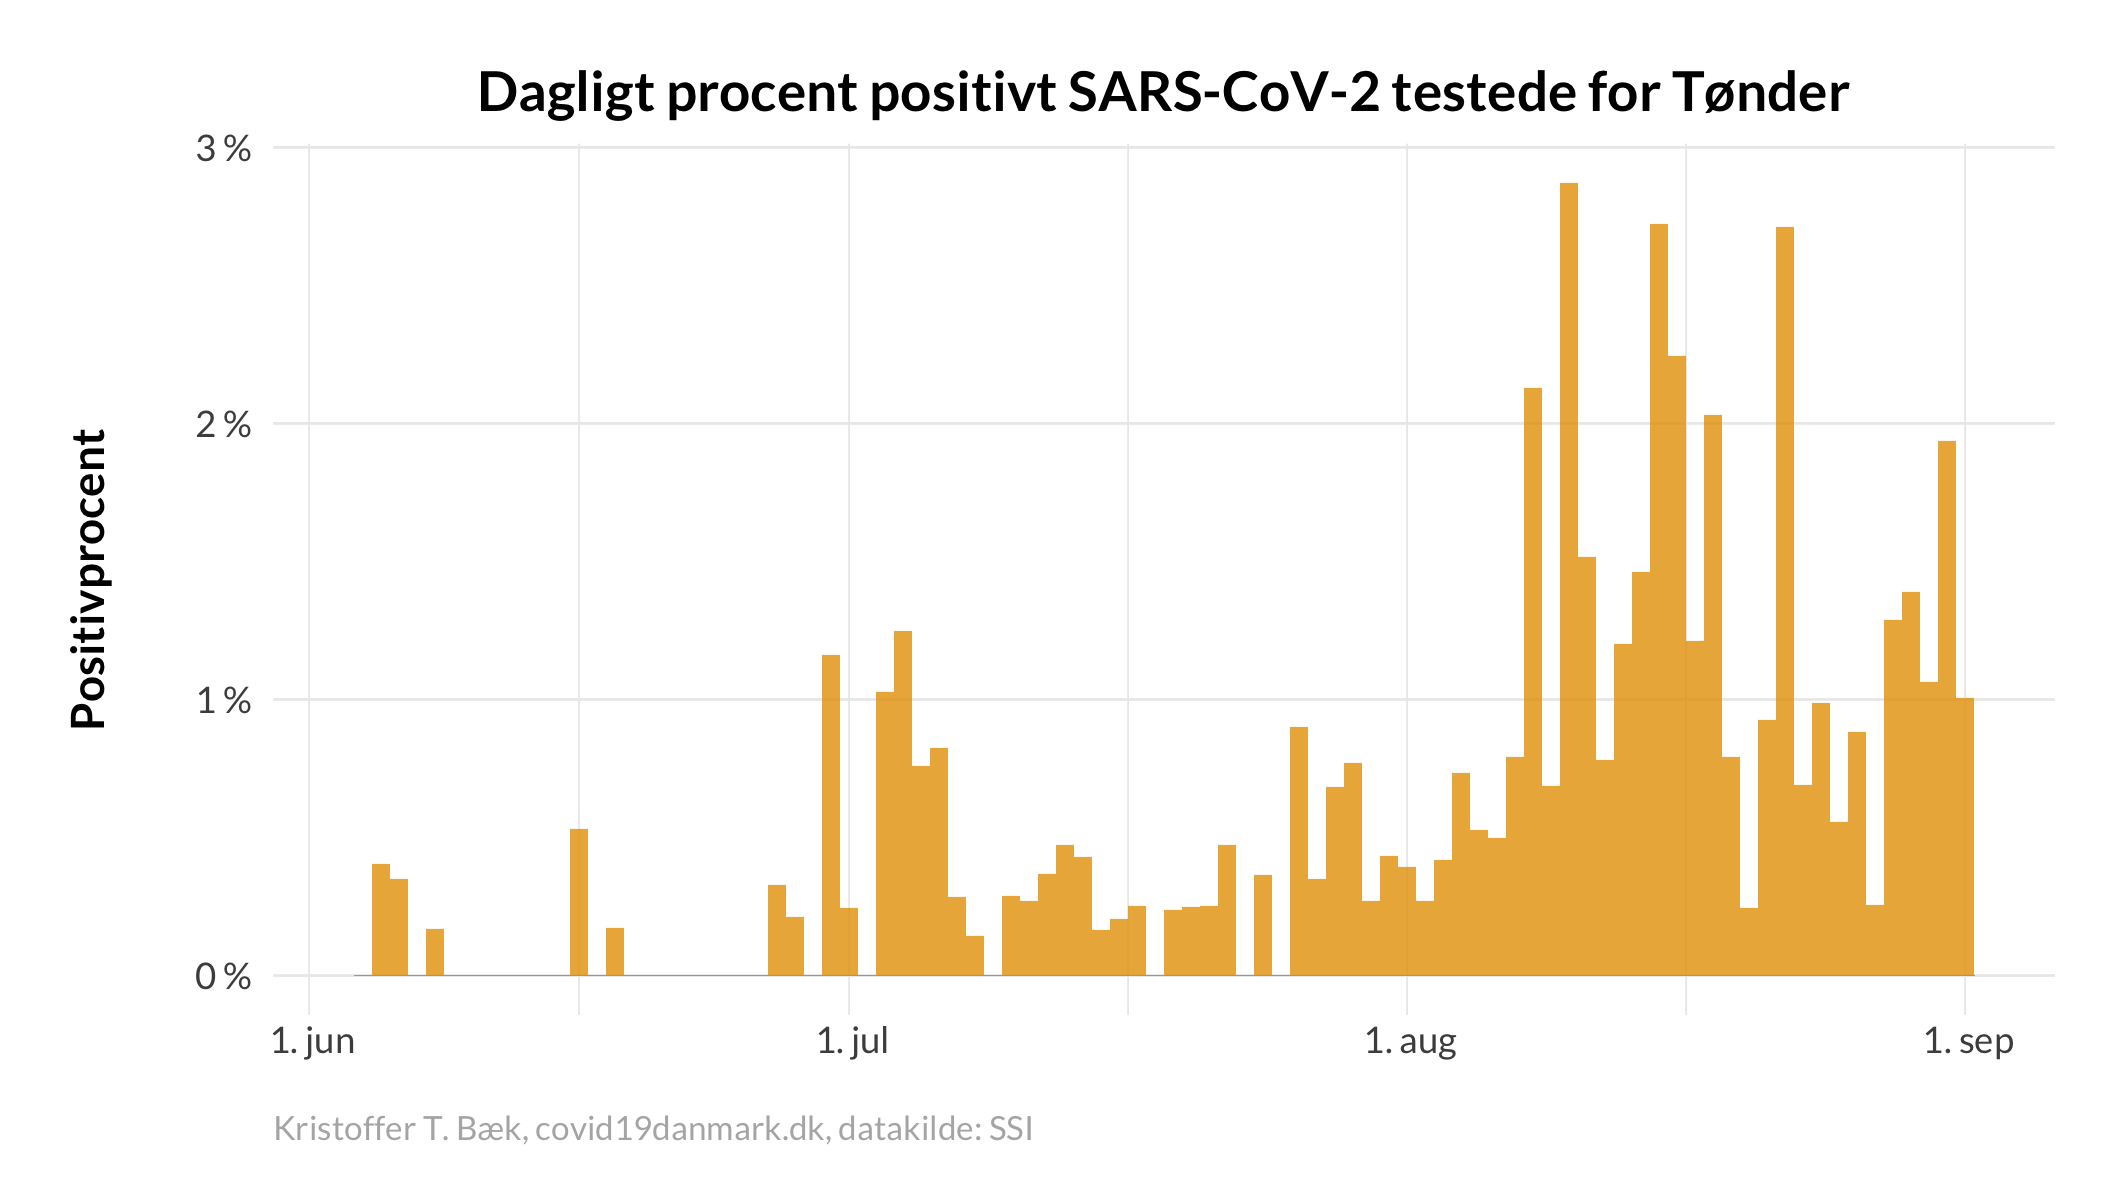 Dagligt procent positivt SARS-CoV-2 testede for Tønder
Positivprocent
3 %
2 %
1 %
0 %
1. jun
1. jul
1. aug
1. sep
Kristoffer T. Bæk, covid19danmark.dk, datakilde: SSI